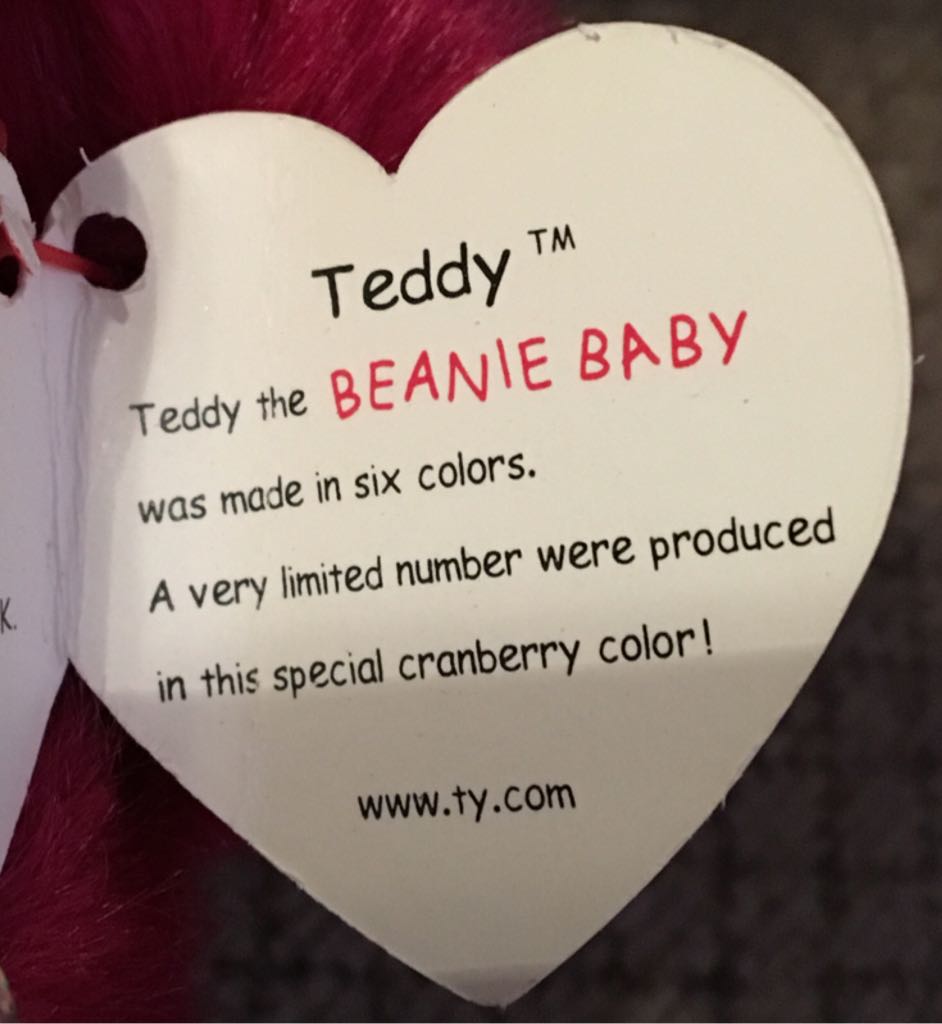 Teddy™
Teddy the BEANIE BABY
was made in six colors.
A very limited number were produced
in this special cranberry color!
www.ty.com
K.